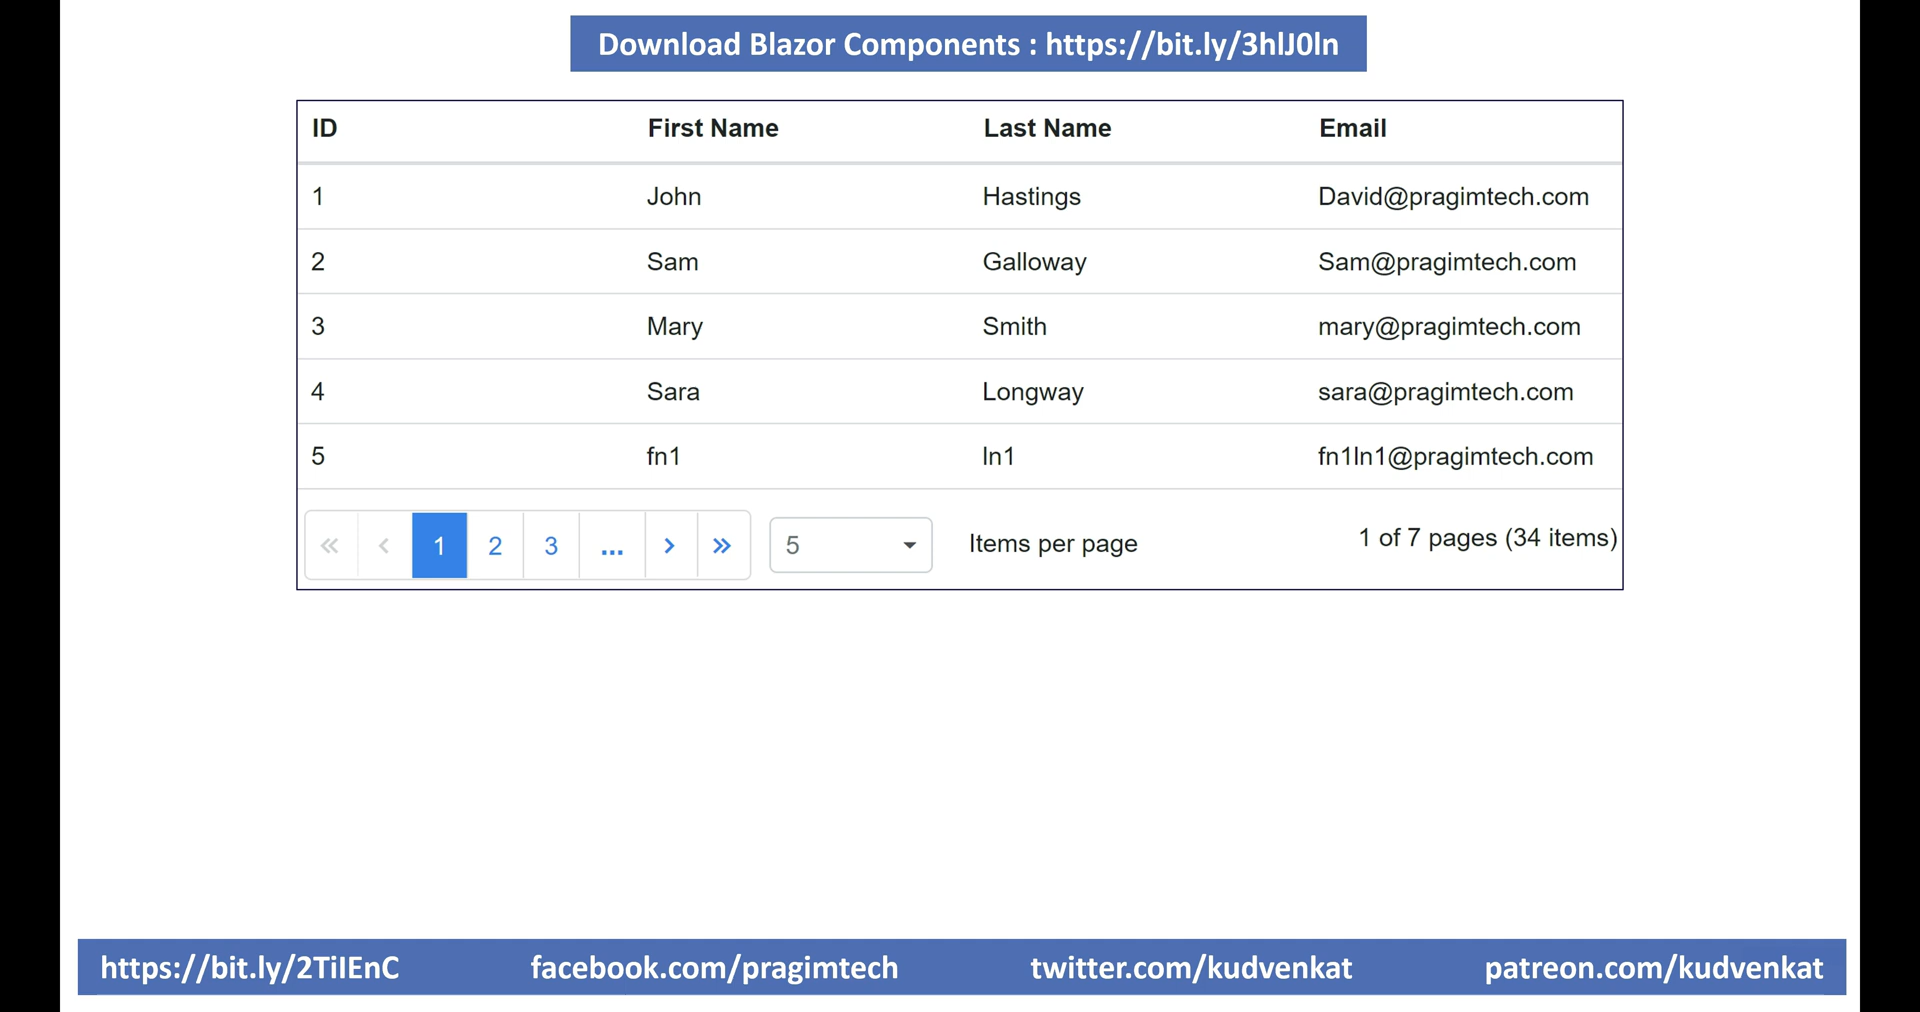 Download Blazor Components : https://bit.ly/3hlJ0ln
ID First Name Last Name Email
1 John Hastings David@pragimtech.com
2 Sam Galloway Sam@pragimtech.com
3 Mary Smith mary@pragimtech.com
4 Sara Longway sara@pragimtech.com
5 fn1 ln1 fn1ln1@pragimtech.com
« ‹ 1 2 3 ... › » 5 Items per page 1 of 7 pages (34 items)
https://bit.ly/2TiIEnC facebook.com/pragimtech twitter.com/kudvenkat patreon.com/kudvenkat